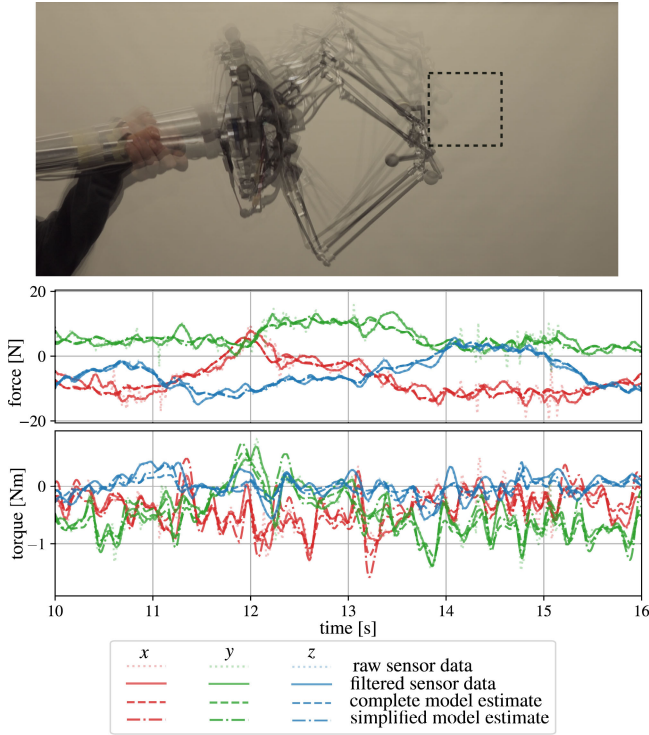 20
0
−20
force [N]
0
−1
torque [Nm]
10 11 12 13 14 15 16
time [s]
x y z
raw sensor data
filtered sensor data
complete model estimate
simplified model estimate